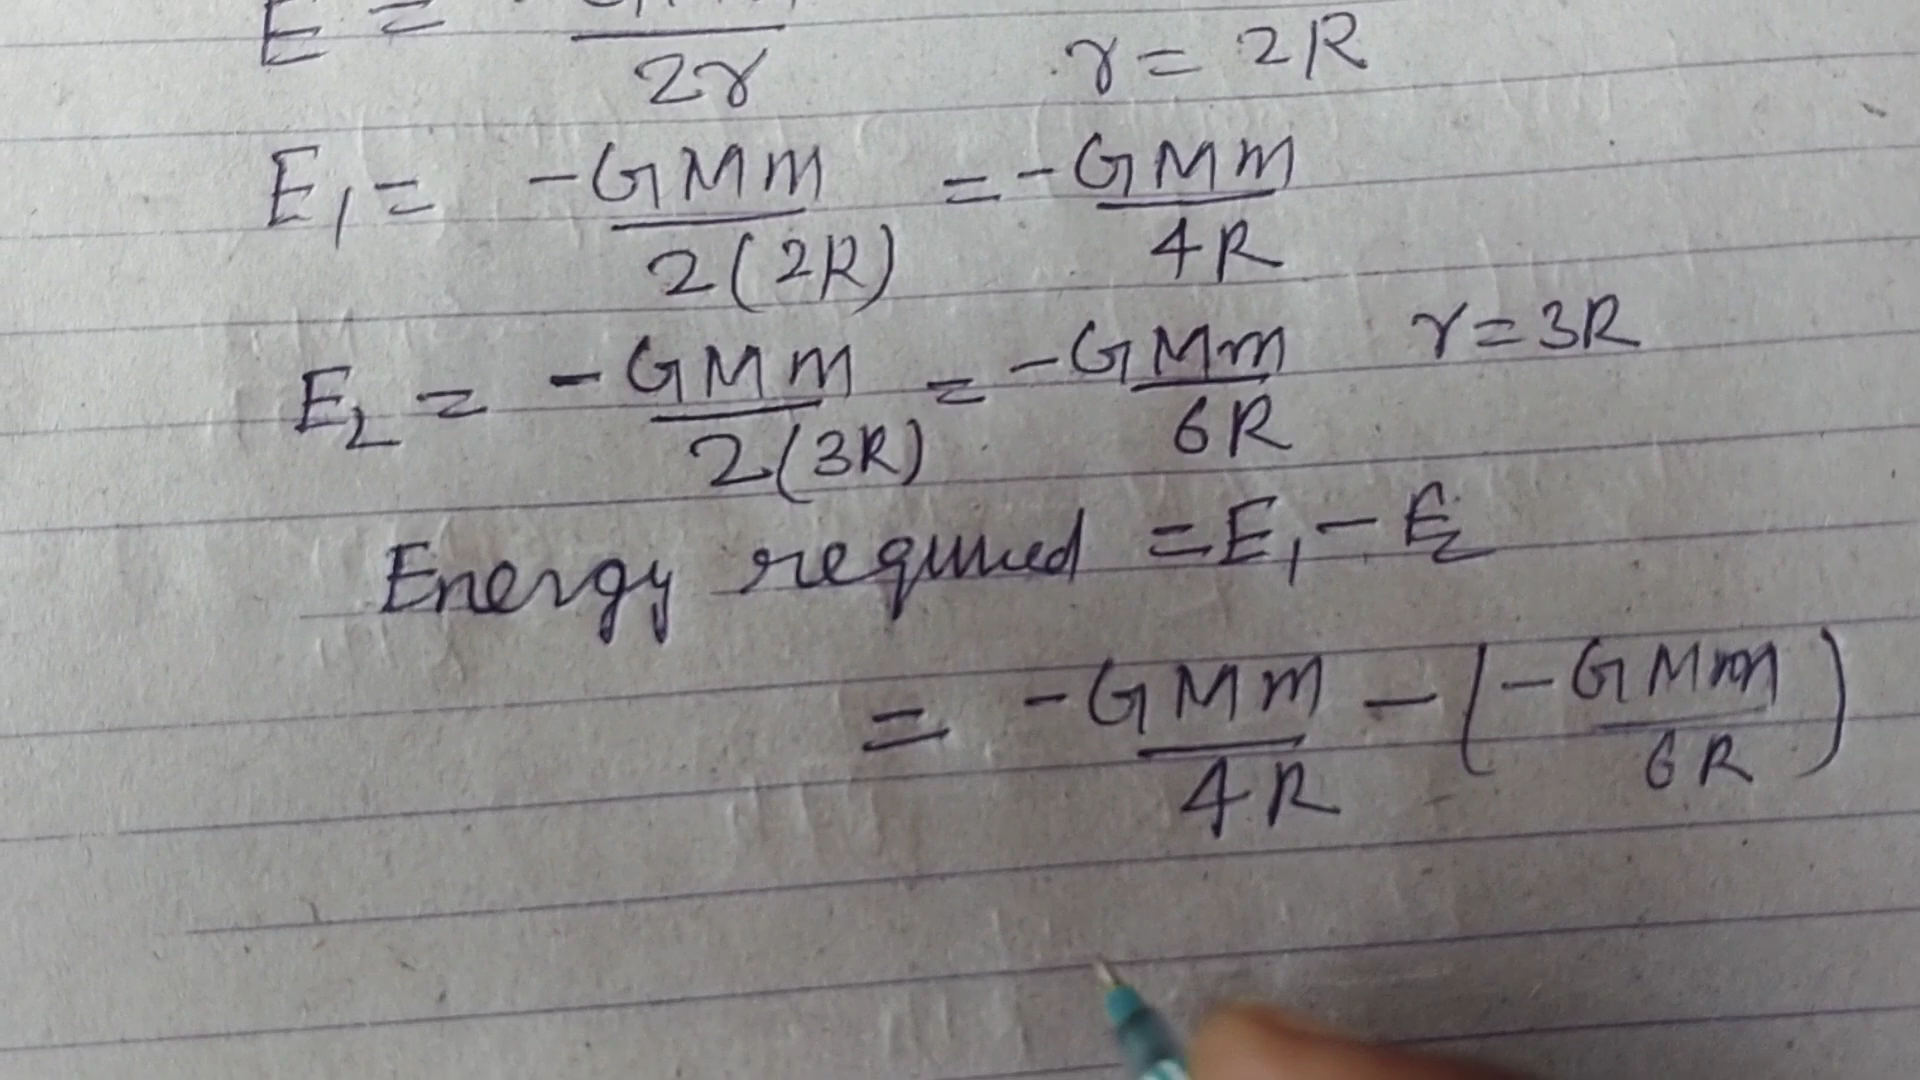 E = 2r r = 2R
E₁ = -GMm/2(2R) = -GMm/4R
E₂ = -GMm/2(3R) = -GMm/6R r = 3R
Energy required = E₁ - E₂
= -GMm/4R - (-GMm/6R)